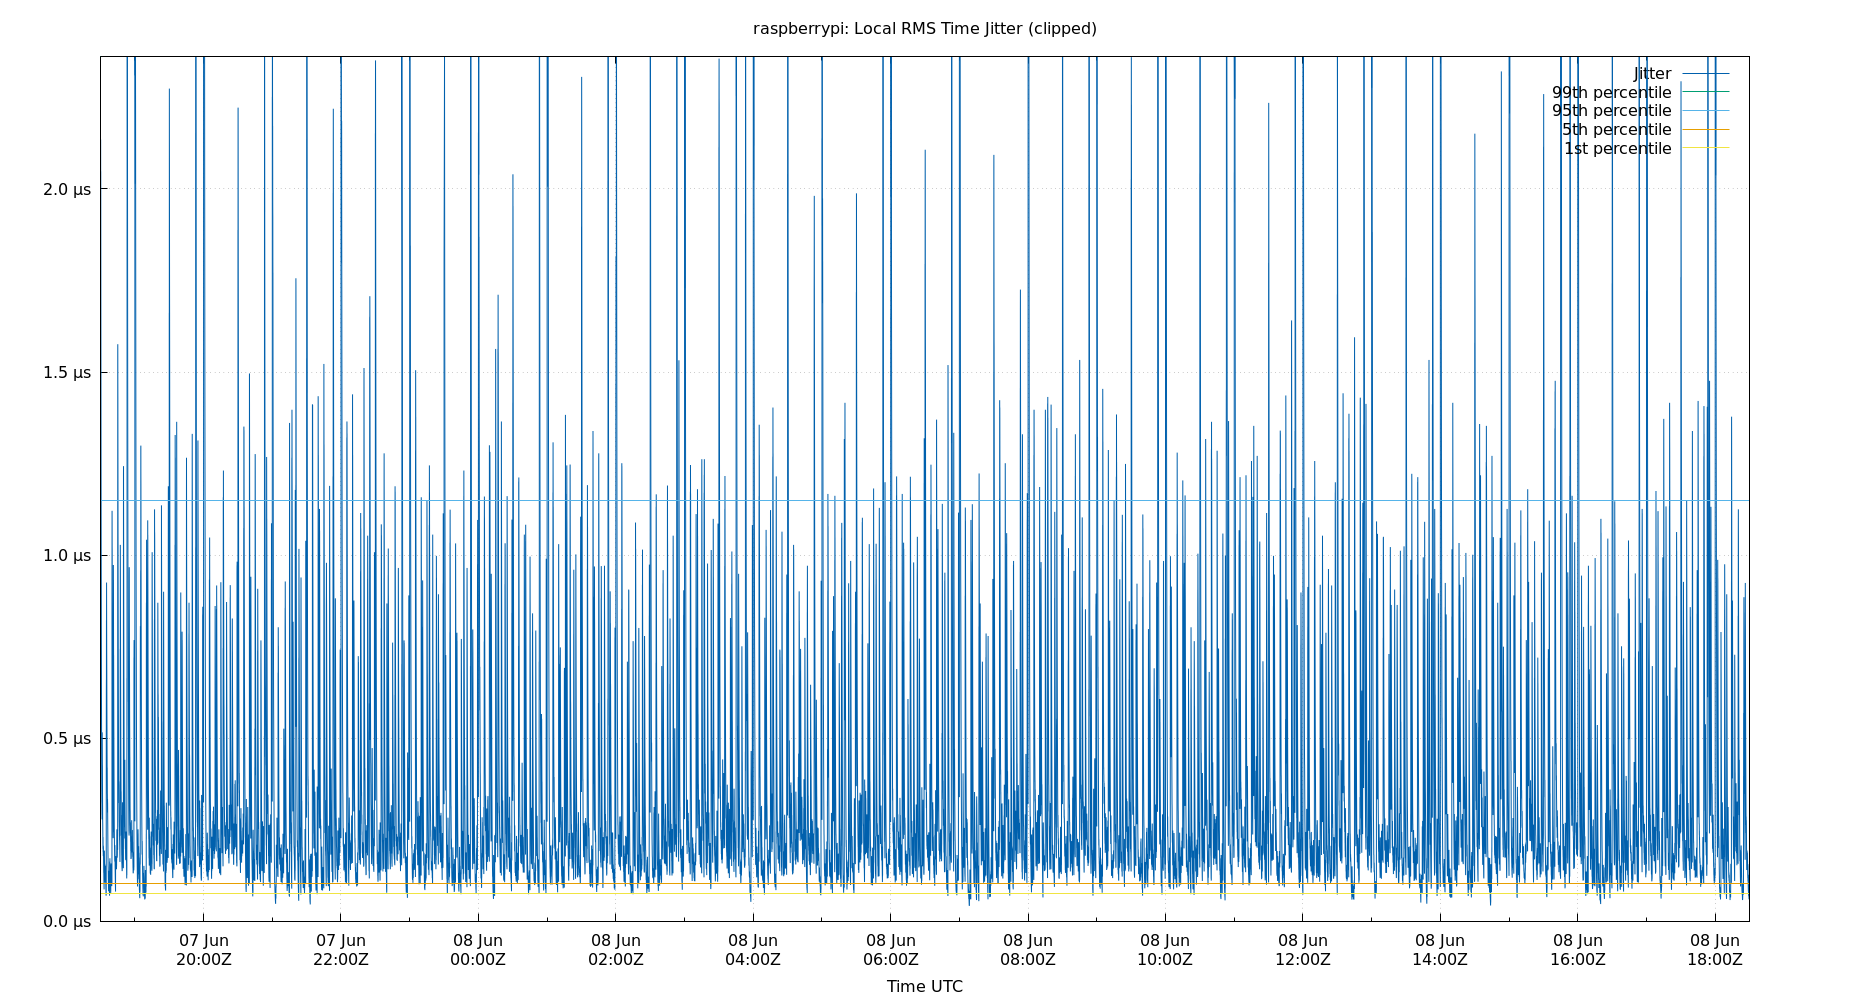 raspberrypi: Local RMS Time Jitter (clipped)
Jitter
99th percentile
95th percentile
5th percentile
1st percentile
2.0 µs
1.5 µs
1.0 µs
0.5 µs
0.0 µs
07 Jun 07 Jun 08 Jun 08 Jun 08 Jun 08 Jun 08 Jun 08 Jun 08 Jun 08 Jun 08 Jun 08 Jun
20:00Z 22:00Z 00:00Z 02:00Z 04:00Z 06:00Z 08:00Z 10:00Z 12:00Z 14:00Z 16:00Z 18:00Z
Time UTC